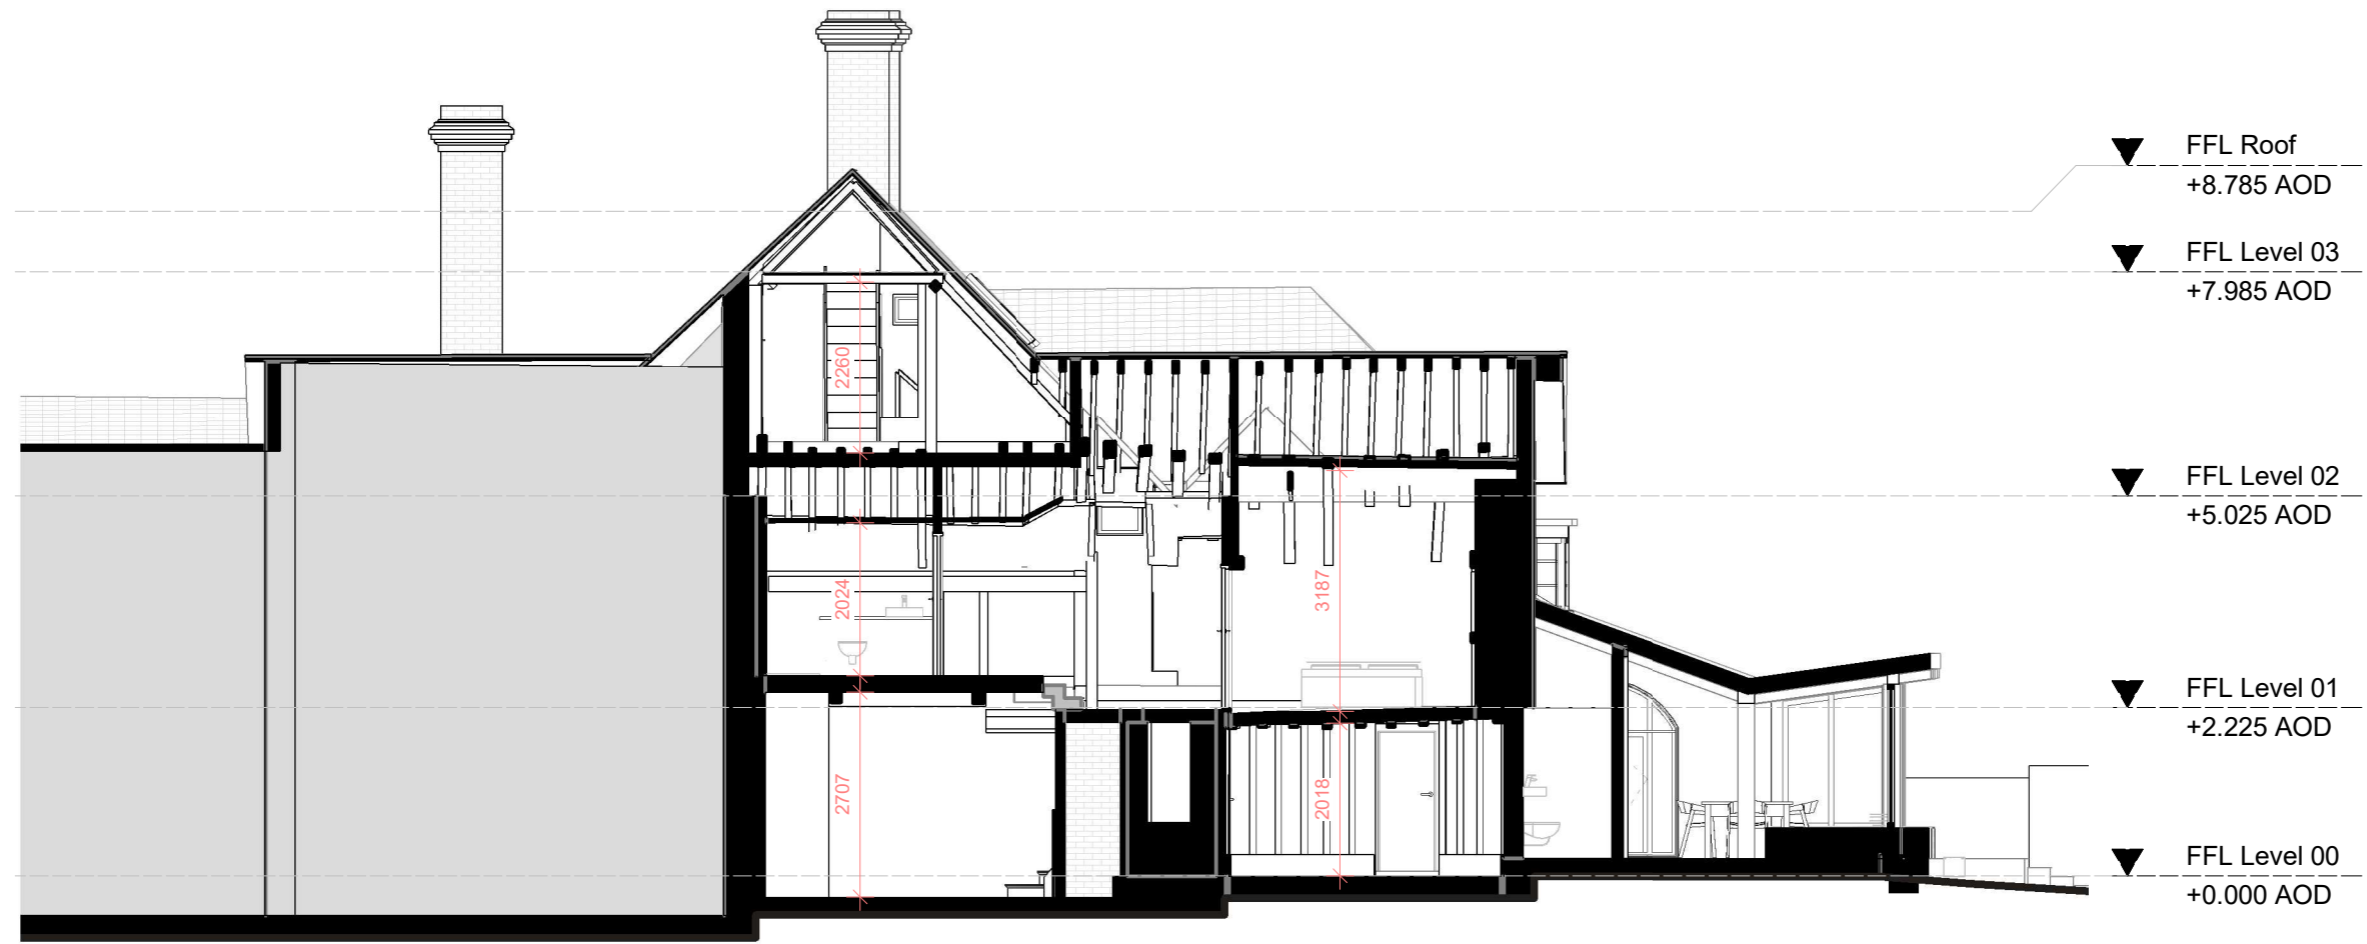 FFL Roof
+8.785 AOD
FFL Level 03
+7.985 AOD
2260
FFL Level 02
+5.025 AOD
2024
3187
FFL Level 01
+2.225 AOD
2707
2018
FFL Level 00
+0.000 AOD